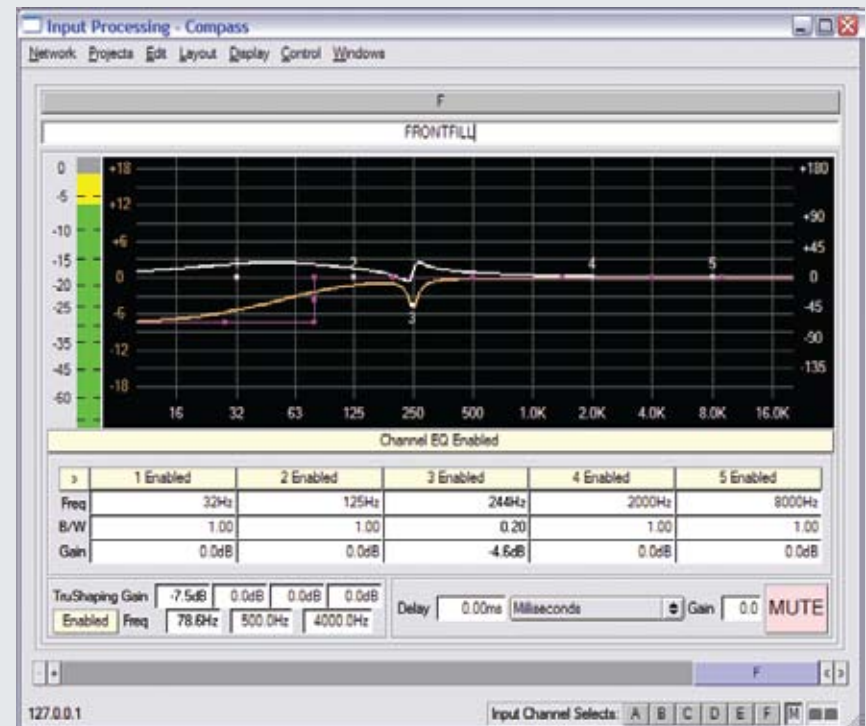 Input Processing - Compass
Network Projects Edit Layout Display Control Windows
F
FRONTFILL
0 +18 +180
-5 +12
+90
-10 +6 +45
-15 2 4 5
0 0
-20
-25 -6 -45
3
-35 -90
-12
-45 -135
-18
-60
16 32 63 125 250 500 1.0K 2.0K 4.0K 8.0K 16.0K
Channel EQ Enabled
> 1 Enabled 2 Enabled 3 Enabled 4 Enabled 5 Enabled
Freq 32Hz 125Hz 244Hz 2000Hz 8000Hz
B/W 1.00 1.00 0.20 1.00 1.00
Gain 0.0dB 0.0dB -4.6dB 0.0dB 0.0dB
TruShaping Gain -7.5dB 0.0dB 0.0dB 0.0dB
Enabled Freq 78.6Hz 500.0Hz 4000.0Hz
Delay 0.00ms Milliseconds Gain 0.0 MUTE
- + F < >
127.0.0.1 Input Channel Selects: A B C D E F M